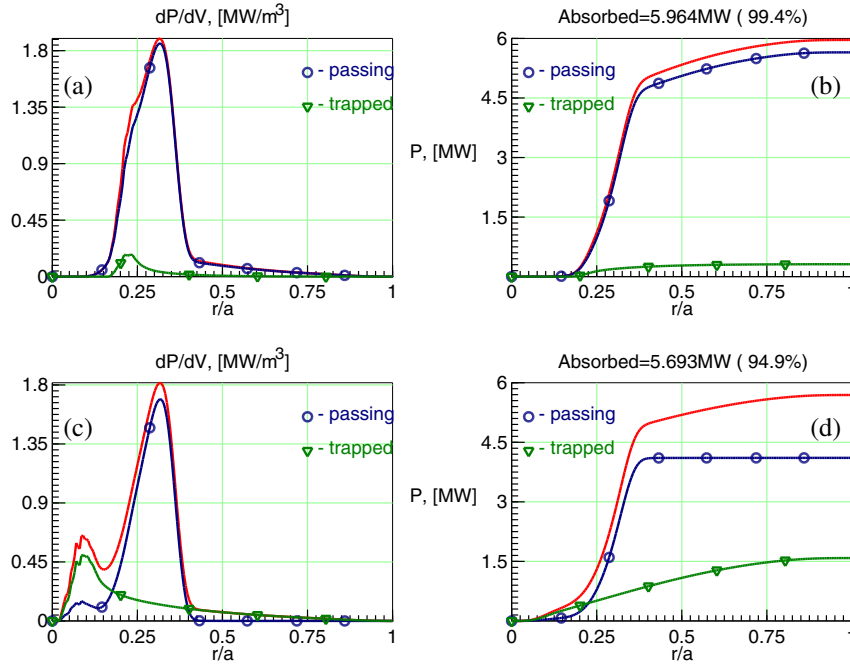 dP/dV, [MW/m³]
1.8
(a)
- passing
1.35
- trapped
0.9
0.45
0
0 0.25 0.5 0.75 1
r/a
Absorbed=5.964MW ( 99.4%)
6
- passing
(b)
4.5
- trapped
P, [MW]
3
1.5
0 0.25 0.5 0.75 1
r/a
dP/dV, [MW/m³]
1.8
(c)
- passing
1.35
- trapped
0.9
0.45
0
0 0.25 0.5 0.75 1
r/a
Absorbed=5.693MW ( 94.9%)
6
- passing
(d)
4.5
- trapped
P, [MW]
3
1.5
0 0.25 0.5 0.75 1
r/a